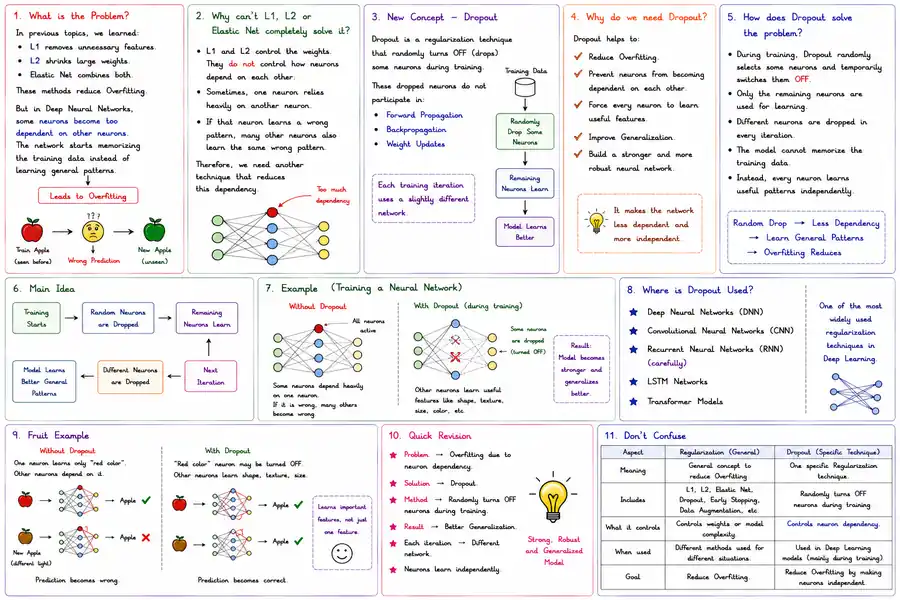 1. What is the Problem?
In previous topics, we learned:
• L1 removes unnecessary features.
• L2 shrinks large weights.
• Elastic Net combines both.
These methods reduce Overfitting.
But in Deep Neural Networks,
some neurons become too
dependent on other neurons.
The network starts memorizing
the training data instead of
learning general patterns.
Leads to Overfitting
? ? ?
Train Apple
(seen before)
Wrong Prediction
New Apple
(unseen)
2. Why can't L1, L2 or
Elastic Net completely solve it?
• L1 and L2 control the weights.
They do not control how neurons
depend on each other.
• Sometimes, one neuron relies
heavily on another neuron.
• If that neuron learns a wrong
pattern, many other neurons also
learn the same wrong pattern.
Therefore, we need another
technique that reduces
this dependency.
Too much
dependency
3. New Concept – Dropout
Dropout is a regularization technique
that randomly turns OFF (drops)
some neurons during training.
These dropped neurons do not
participate in:
• Forward Propagation
• Backpropagation
• Weight Updates
Each training iteration
uses a slightly different
network.
Training Data
Randomly
Drop Some
Neurons
Remaining
Neurons Learn
Model Learns
Better
4. Why do we need Dropout?
Dropout helps to:
✓ Reduce Overfitting.
✓ Prevent neurons from becoming
dependent on each other.
✓ Force every neuron to learn
useful features.
✓ Improve Generalization.
✓ Build a stronger and more
robust neural network.
It makes the network
less dependent and
more independent.
5. How does Dropout solve
the problem?
• During training, Dropout randomly
selects some neurons and temporarily
switches them OFF.
• Only the remaining neurons are
used for learning.
• Different neurons are dropped in
every iteration.
• The model cannot memorize the
training data.
• Instead, every neuron learns
useful patterns independently.
Random Drop → Less Dependency
→ Learn General Patterns
→ Overfitting Reduces
6. Main Idea
Training
Starts
Random Neurons
are Dropped
Remaining
Neurons Learn
Model Learns
Better General
Patterns
Different Neurons
are Dropped
Next
Iteration
7. Example (Training a Neural Network)
Without Dropout
All neurons
active
Some neurons depend heavily
on one neuron.
If it is wrong, many others
become wrong.
With Dropout (during training)
Some neurons
are dropped
(turned OFF)
Other neurons learn useful
features like shape, texture,
size, color, etc.
Result:
Model becomes
stronger and
generalizes
better.
8. Where is Dropout Used?
★ Deep Neural Networks (DNN)
★ Convolutional Neural Networks (CNN)
★ Recurrent Neural Networks (RNN)
(carefully)
★ LSTM Networks
★ Transformer Models
One of the most
widely used
regularization
techniques in
Deep Learning.
9. Fruit Example
Without Dropout
One neuron learns only "red color".
Other neurons depend on it.
Apple ✓
Apple ✗
New Apple
(different light)
Prediction becomes wrong.
With Dropout
"Red color" neuron may be turned OFF.
Other neurons learn shape, texture, size.
Apple ✓
Apple ✓
Prediction becomes correct.
Learns important
features, not just
one feature.
10. Quick Revision
★ Problem → Overfitting due to
neuron dependency.
★ Solution → Dropout.
★ Method → Randomly turns OFF
neurons during training.
★ Result → Better Generalization.
★ Each iteration → Different
network.
★ Neurons learn independently.
Strong, Robust
and Generalized
Model
11. Don't Confuse
Aspect Regularization (General) Dropout (Specific Technique)
Meaning General concept to reduce Overfitting One specific Regularization technique.
Includes L1, L2, Elastic Net, Dropout, Early Stopping, Data Augmentation, etc. Randomly turns OFF neurons during training
What it controls Controls weights or model complexity Controls neuron dependency.
When used Different methods used for different situations. Used in Deep Learning models (mainly during training)
Goal Reduce Overfitting. Reduce Overfitting by making neurons independent.